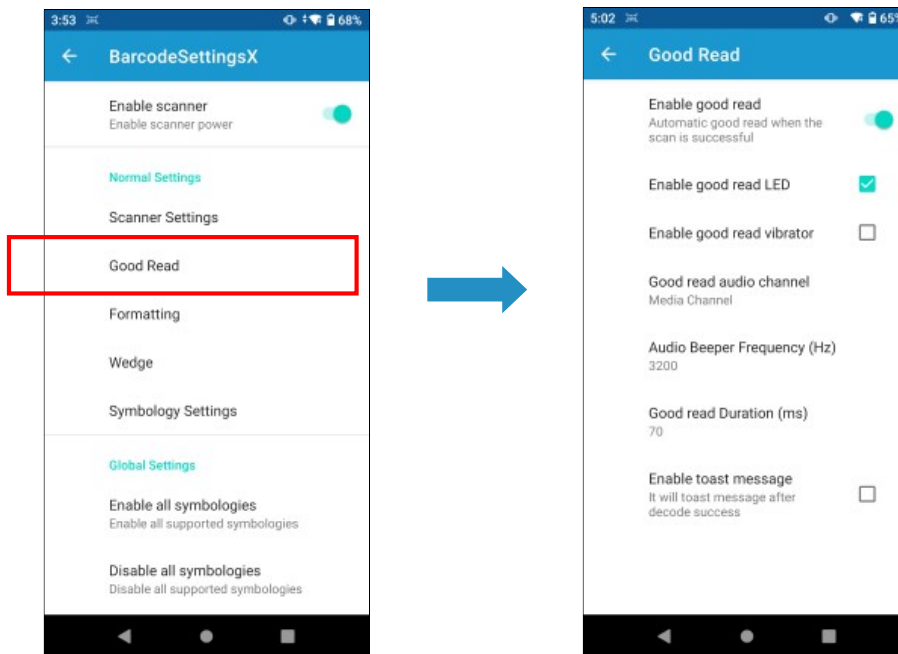 3:53 68%
BarcodeSettingsX
Enable scanner
Enable scanner power
Normal Settings
Scanner Settings
Good Read
Formatting
Wedge
Symbology Settings
Global Settings
Enable all symbologies
Enable all supported symbologies
Disable all symbologies
Disable all supported symbologies
5:02 65%
Good Read
Enable good read
Automatic good read when the
scan is successful
Enable good read LED
Enable good read vibrator
Good read audio channel
Media Channel
Audio Beeper Frequency (Hz)
3200
Good read Duration (ms)
70
Enable toast message
It will toast message after
decode success